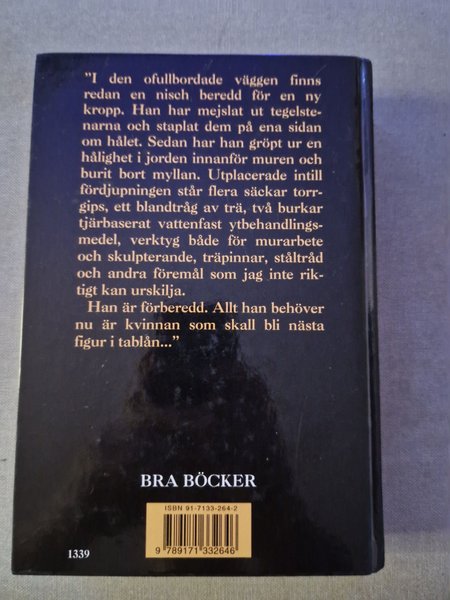 ”I den ofullbordade väggen finns
redan en nisch beredd för en ny
kropp. Han har mejslat ut tegelste-
narna och staplat dem på ena sidan
om hålet. Sedan har han gröpt ur en
hålighet i jorden innanför muren och
burit bort myllan. Utplacerade intill
fördjupningen står flera säckar torr-
gips, ett blandtråg av trä, två burkar
tjärbaserat vattenfast ytbehandlings-
medel, verktyg både för murarbete
och skulpterande, träpinnar, ståltråd
och andra föremål som jag inte rik-
tigt kan urskilja.
Han är förberedd. Allt han behöver
nu är kvinnan som skall bli nästa
figur i tablån...”
BRA BÖCKER
ISBN 91-7133-264-2
9 789171 332646
1339